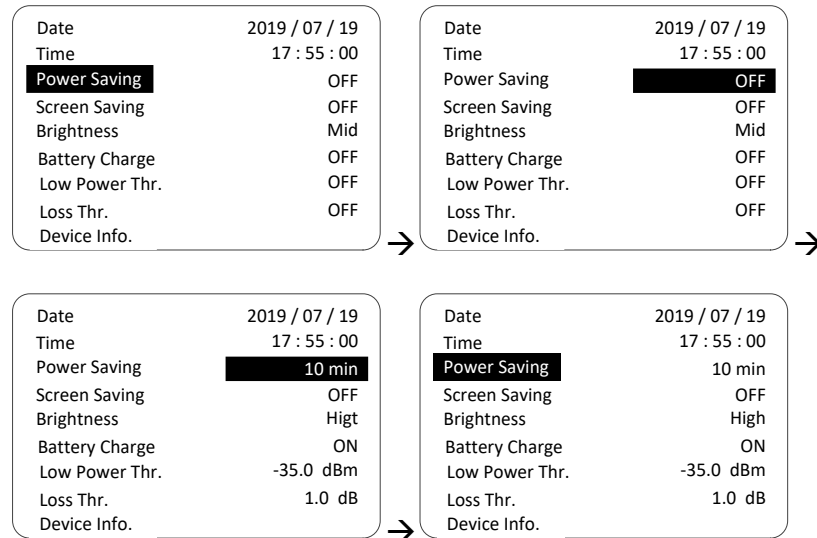 Date 2019 / 07 / 19
Time 17 : 55 : 00
Power Saving OFF
Screen Saving OFF
Brightness Mid
Battery Charge OFF
Low Power Thr. OFF
Loss Thr. OFF
Device Info.
→
Date 2019 / 07 / 19
Time 17 : 55 : 00
Power Saving OFF
Screen Saving OFF
Brightness Mid
Battery Charge OFF
Low Power Thr. OFF
Loss Thr. OFF
Device Info.
→
Date 2019 / 07 / 19
Time 17 : 55 : 00
Power Saving 10 min
Screen Saving OFF
Brightness Higt
Battery Charge ON
Low Power Thr. -35.0 dBm
Loss Thr. 1.0 dB
Device Info.
→
Date 2019 / 07 / 19
Time 17 : 55 : 00
Power Saving 10 min
Screen Saving OFF
Brightness High
Battery Charge ON
Low Power Thr. -35.0 dBm
Loss Thr. 1.0 dB
Device Info.